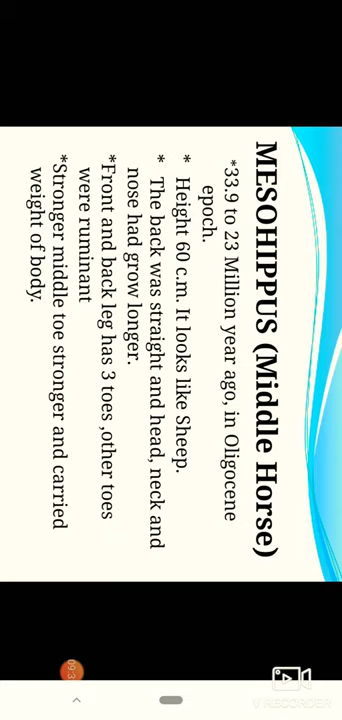 MESOHIPPUS (Middle Horse)
*33.9 to 23 Million year ago, in Oligocene
epoch.
* Height 60 c.m. It looks like Sheep.
* The back was straight and head, neck and
nose had grow longer.
*Front and back leg has 3 toes ,other toes
were ruminant
*Stronger middle toe stronger and carried
weight of body.
V RECORDER